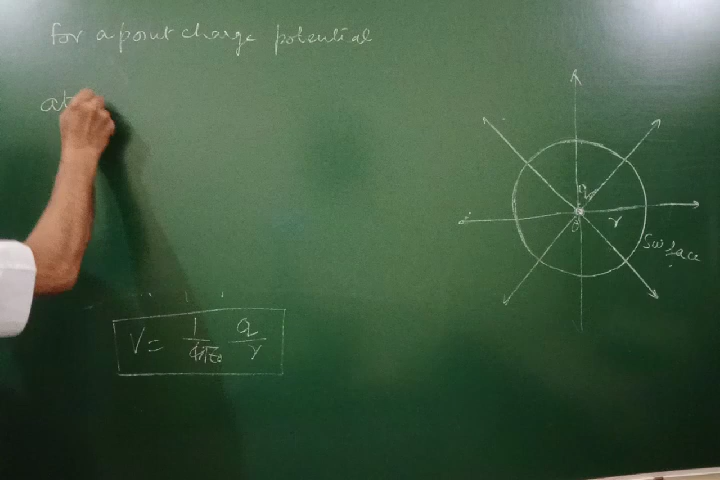 For a point charge potential
at
q
r
O
Surface
V = 1/4πε₀ q/r